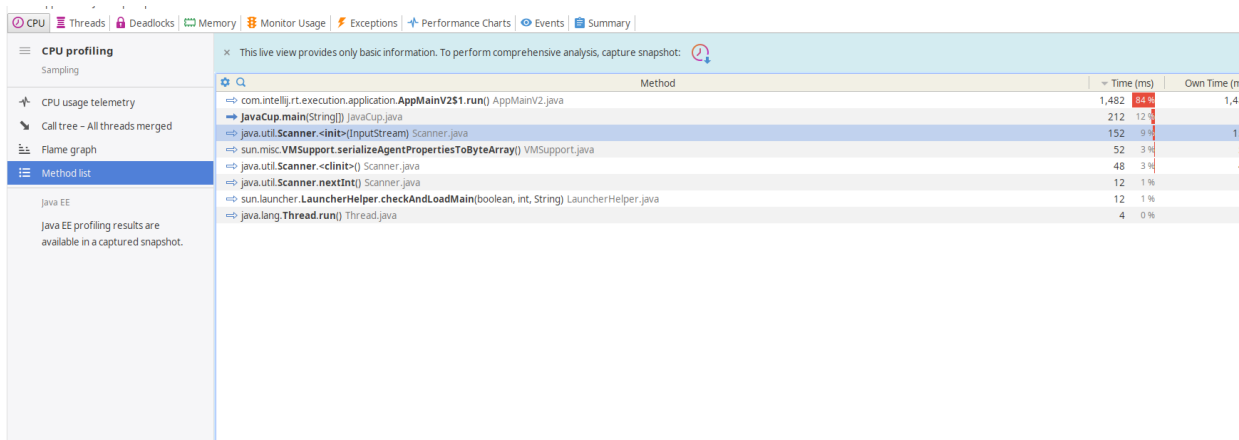 CPU Threads Deadlocks Memory Monitor Usage Exceptions Performance Charts Events Summary
CPU profiling
Sampling
CPU usage telemetry
Call tree – All threads merged
Flame graph
Method list
Java EE
Java EE profiling results are
available in a captured snapshot.
× This live view provides only basic information. To perform comprehensive analysis, capture snapshot:
Method Time (ms) Own Time (m
com.intellij.rt.execution.application.AppMainV2$1.run() AppMainV2.java 1,482 84 % 1,4
JavaCup.main(String[]) JavaCup.java 212 12 %
java.util.Scanner.<init>(InputStream) Scanner.java 152 9 % 1
sun.misc.VMSupport.serializeAgentPropertiesToByteArray() VMSupport.java 52 3 %
java.util.Scanner.<clinit>() Scanner.java 48 3 %
java.util.Scanner.nextInt() Scanner.java 12 1 %
sun.launcher.LauncherHelper.checkAndLoadMain(boolean, int, String) LauncherHelper.java 12 1 %
java.lang.Thread.run() Thread.java 4 0 %